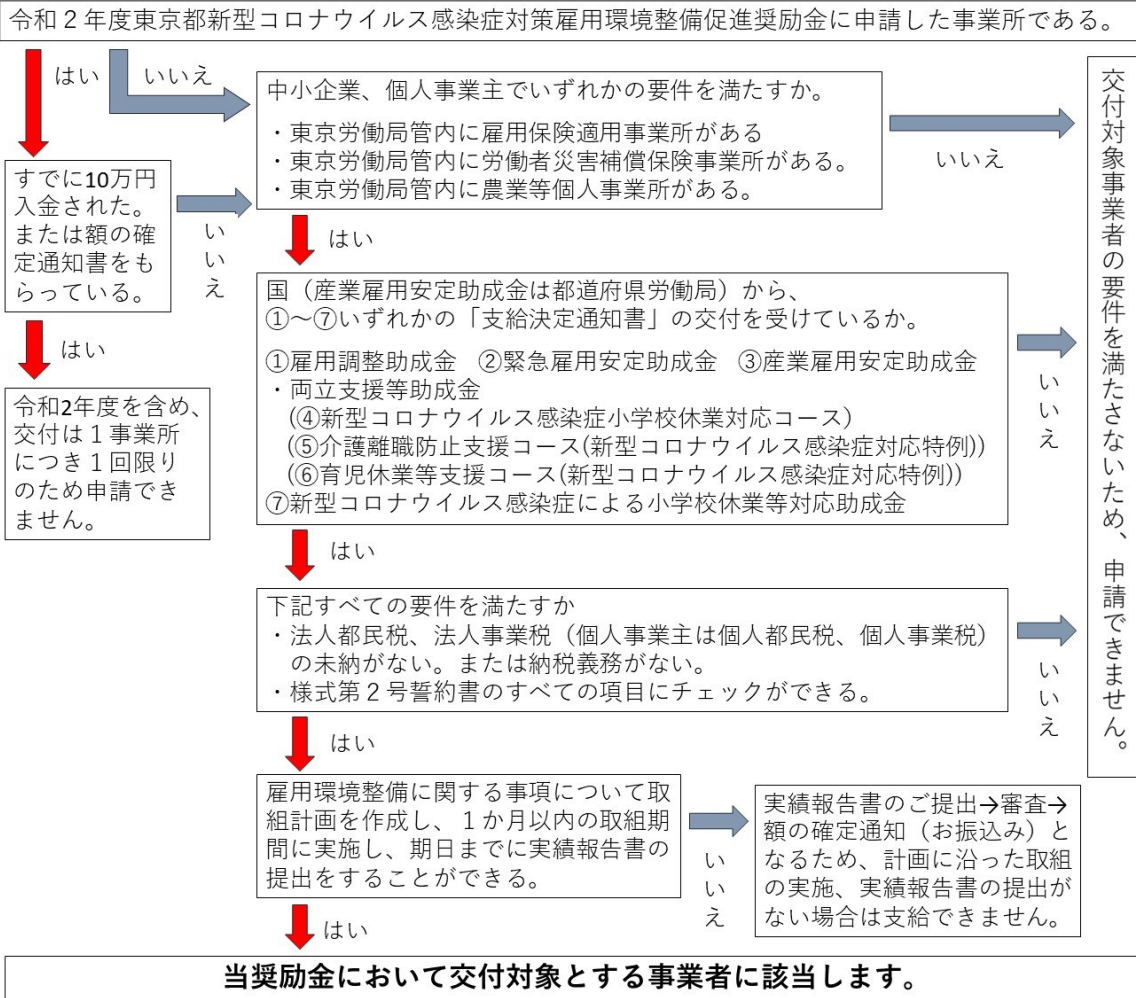 令和２年度東京都新型コロナウイルス感染症対策雇用環境整備促進奨励金に申請した事業所である。
はい
いいえ
すでに10万円
入金された。
または額の確
定通知書をも
らっている。
いいえ
はい
令和2年度を含め、
交付は１事業所
につき１回限り
のため申請でき
ません。
中小企業、個人事業主でいずれかの要件を満たすか。
・東京労働局管内に雇用保険適用事業所がある
・東京労働局管内に労働者災害補償保険事業所がある。
・東京労働局管内に農業等個人事業所がある。
いいえ
はい
国（産業雇用安定助成金は都道府県労働局）から、
①～⑦いずれかの「支給決定通知書」の交付を受けているか。
①雇用調整助成金　②緊急雇用安定助成金　③産業雇用安定助成金
・両立支援等助成金
(④新型コロナウイルス感染症小学校休業対応コース)
(⑤介護離職防止支援コース(新型コロナウイルス感染症対応特例))
(⑥育児休業等支援コース(新型コロナウイルス感染症対応特例))
⑦新型コロナウイルス感染症による小学校休業等対応助成金
いいえ
はい
下記すべての要件を満たすか
・法人都民税、法人事業税（個人事業主は個人都民税、個人事業税）
の未納がない。または納税義務がない。
・様式第２号誓約書のすべての項目にチェックができる。
いいえ
はい
雇用環境整備に関する事項について取
組計画を作成し、１か月以内の取組期
間に実施し、期日までに実績報告書の
提出をすることができる。
いいえ
実績報告書のご提出→審査→
額の確定通知（お振込み）と
なるため、計画に沿った取組
の実施、実績報告書の提出が
ない場合は支給できません。
はい
交付対象事業者の要件を満たさないため、申請できません。
当奨励金において交付対象とする事業者に該当します。